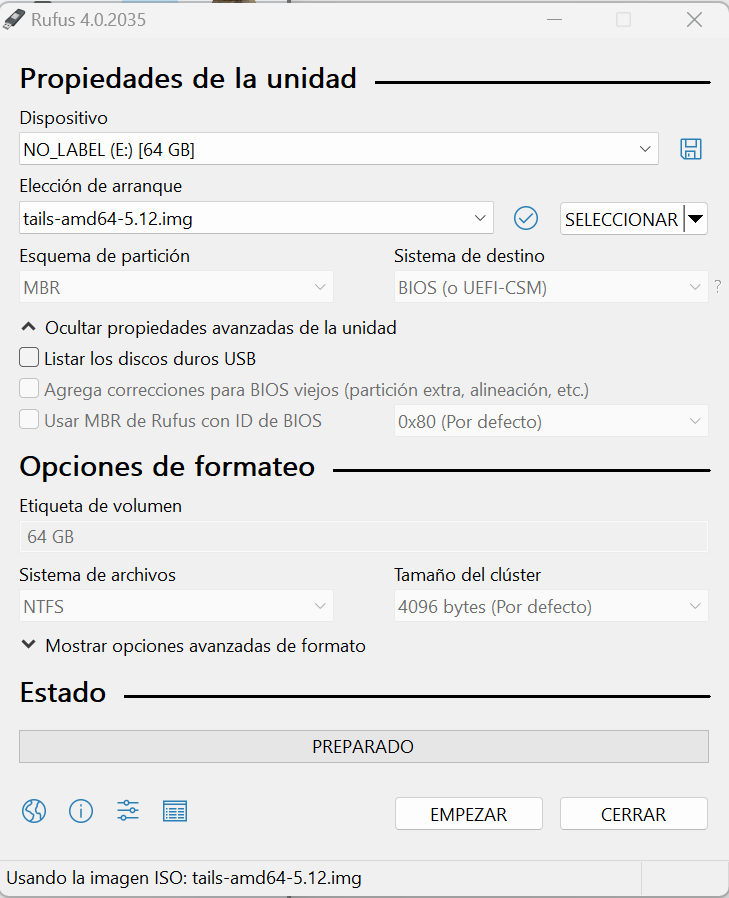 Rufus 4.0.2035
Propiedades de la unidad
Dispositivo
NO_LABEL (E:) [64 GB]
Elección de arranque
tails-amd64-5.12.img
SELECCIONAR
Esquema de partición
Sistema de destino
MBR
BIOS (o UEFI-CSM)
?
Ocultar propiedades avanzadas de la unidad
Listar los discos duros USB
Agrega correcciones para BIOS viejos (partición extra, alineación, etc.)
Usar MBR de Rufus con ID de BIOS
0x80 (Por defecto)
Opciones de formateo
Etiqueta de volumen
64 GB
Sistema de archivos
Tamaño del clúster
NTFS
4096 bytes (Por defecto)
Mostrar opciones avanzadas de formato
Estado
PREPARADO
EMPEZAR
CERRAR
Usando la imagen ISO: tails-amd64-5.12.img